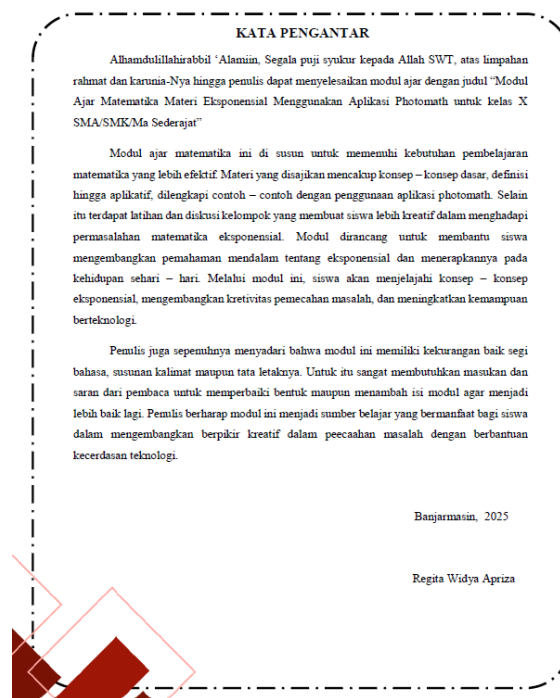 KATA PENGANTAR
Alhamdulillahirabbil ‘Alamiin, Segala puji syukur kepada Allah SWT, atas limpahan
rahmat dan karunia-Nya hingga penulis dapat menyelesaikan modul ajar dengan judul “Modul
Ajar Matematika Materi Eksponensial Menggunakan Aplikasi Photomath untuk kelas X
SMA/SMK/Ma Sederajat”
Modul ajar matematika ini di susun untuk memenuhi kebutuhan pembelajaran
matematika yang lebih efektif. Materi yang disajikan mencakup konsep – konsep dasar, definisi
hingga aplikatif, dilengkapi contoh – contoh dengan penggunaan aplikasi photomath. Selain
itu terdapat latihan dan diskusi kelompok yang membuat siswa lebih kreatif dalam menghadapi
permasalahan matematika eksponensial. Modul dirancang untuk membantu siswa
mengembangkan pemahaman mendalam tentang eksponensial dan menerapkannya pada
kehidupan sehari – hari. Melalui modul ini, siswa akan menjelajahi konsep – konsep
eksponensial, mengembangkan kretivitas pemecahan masalah, dan meningkatkan kemampuan
berteknologi.
Penulis juga sepenuhnya menyadari bahwa modul ini memiliki kekurangan baik segi
bahasa, susunan kalimat maupun tata letaknya. Untuk itu sangat membutuhkan masukan dan
saran dari pembaca untuk memperbaiki bentuk maupun menambah isi modul agar menjadi
lebih baik lagi. Penulis berharap modul ini menjadi sumber belajar yang bermanfaat bagi siswa
dalam mengembangkan berpikir kreatif dalam peecaahan masalah dengan berbantuan
kecerdasan teknologi.
Banjarmasin, 2025
Regita Widya Apriza